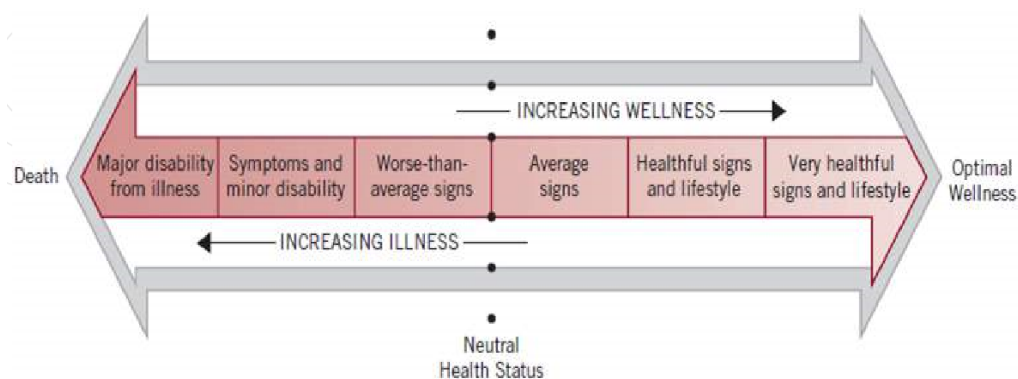 INCREASING WELLNESS
Death
Major disability
from illness
Symptoms and
minor disability
Worse-than-
average signs
Average
signs
Healthful signs
and lifestyle
Very healthful
signs and lifestyle
Optimal
Wellness
INCREASING ILLNESS
Neutral
Health Status